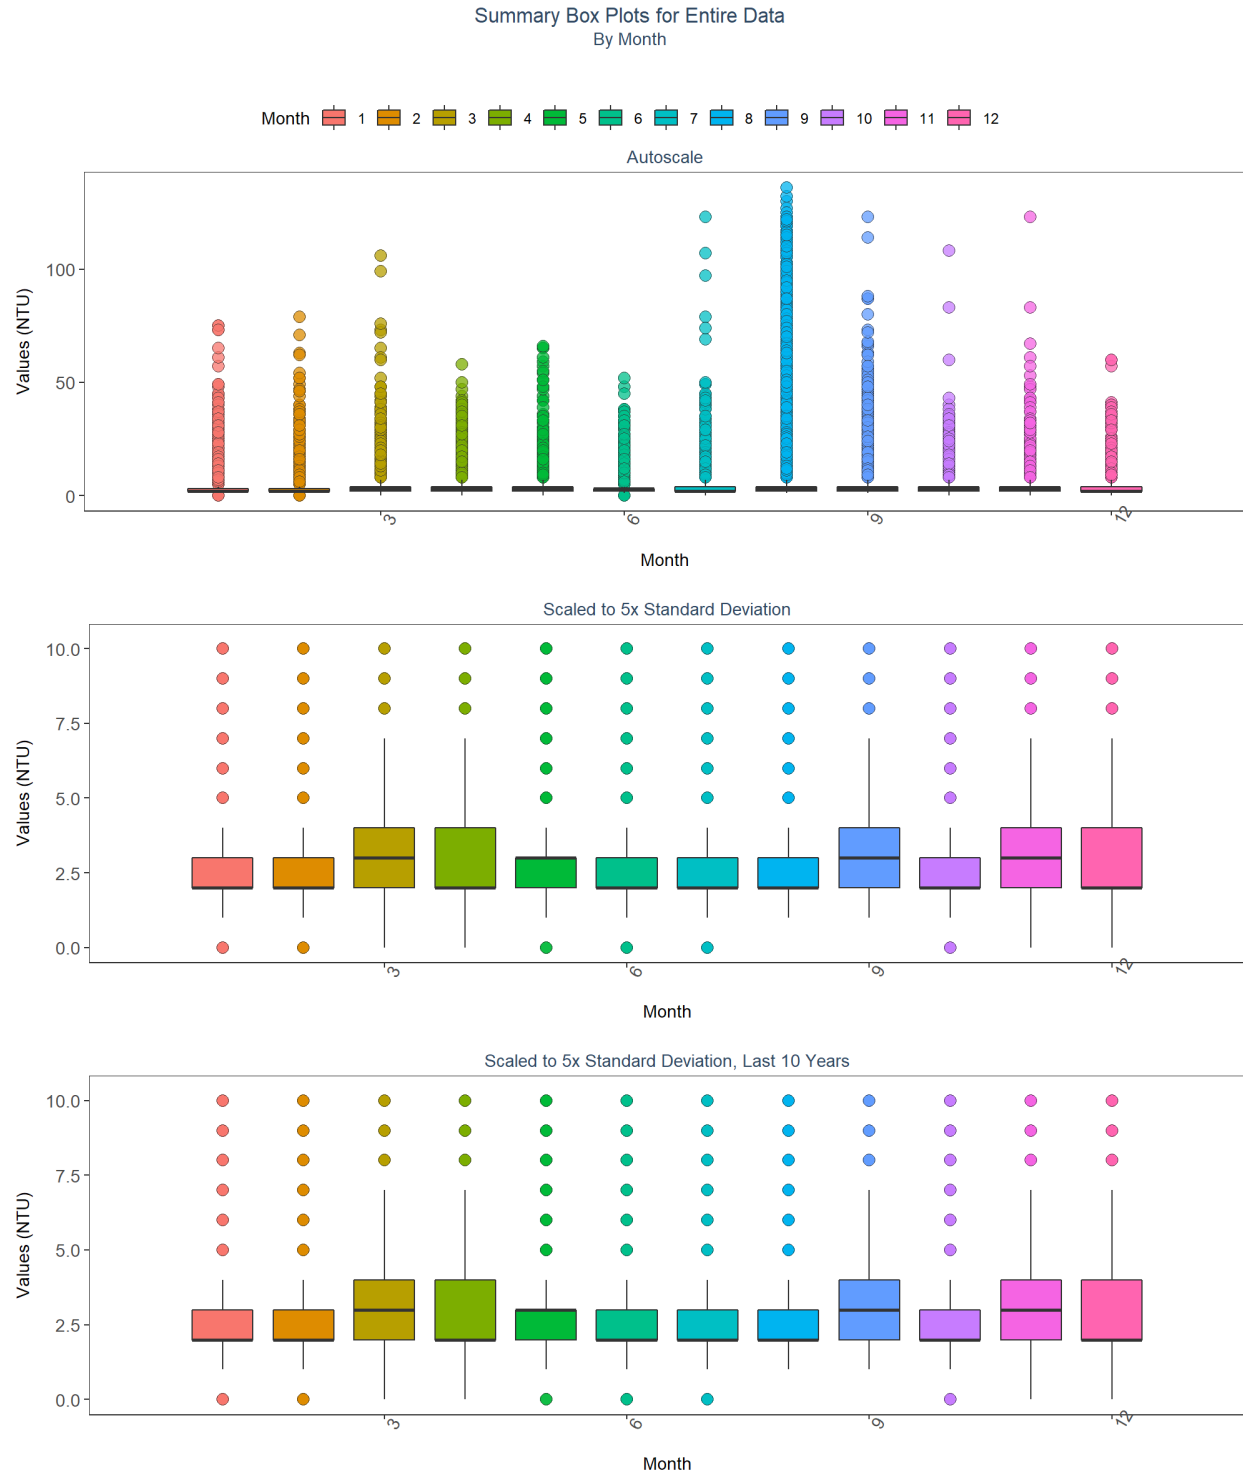 Summary Box Plots for Entire Data
By Month
Month 1 2 3 4 5 6 7 8 9 10 11 12
Autoscale
Values (NTU)
100
50
0
3 6 9 12
Month
Scaled to 5x Standard Deviation
Values (NTU)
10.0
7.5
5.0
2.5
0.0
3 6 9 12
Month
Scaled to 5x Standard Deviation, Last 10 Years
Values (NTU)
10.0
7.5
5.0
2.5
0.0
3 6 9 12
Month